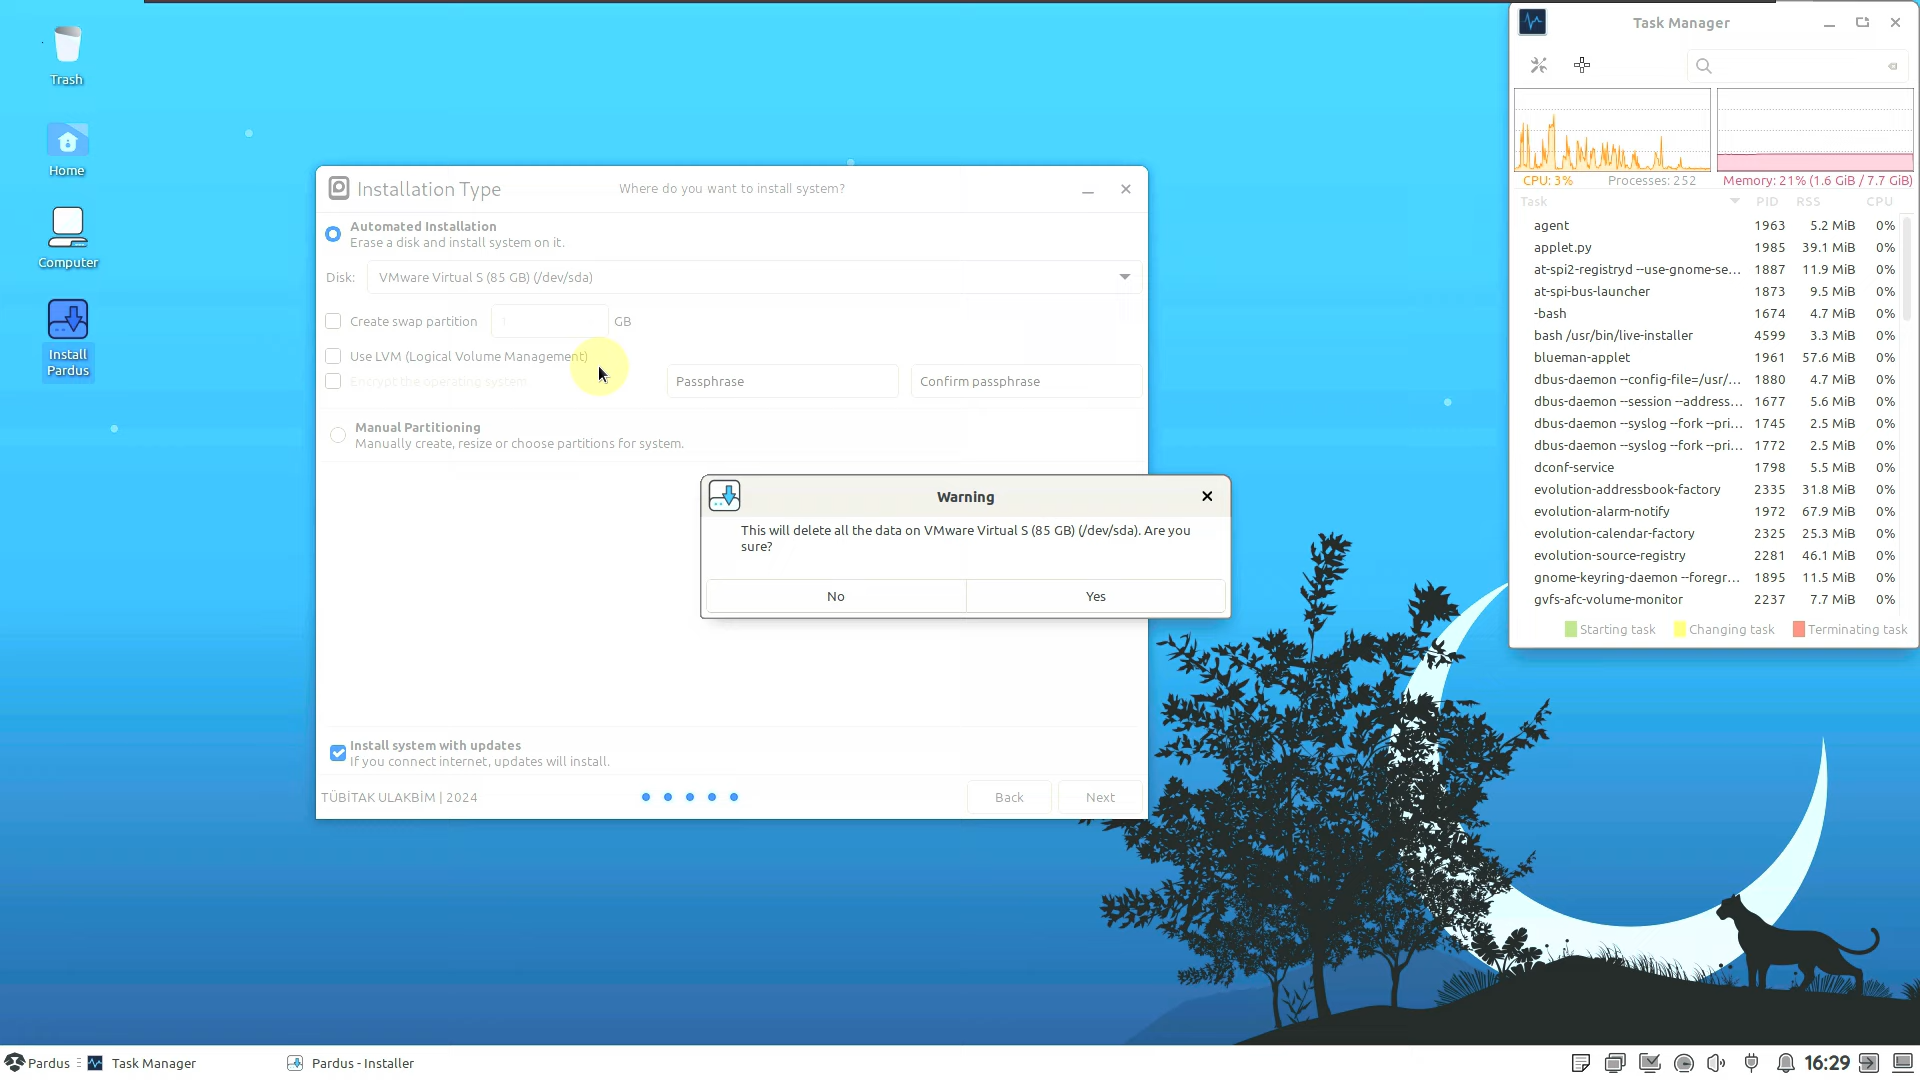 Trash
Home
Computer
Install
Pardus
Installation Type
Where do you want to install system?
Automated Installation
Erase a disk and install system on it.
Disk:
VMware Virtual S (85 GB) (/dev/sda)
Create swap partition
1
GB
Use LVM (Logical Volume Management)
Encrypt the operating system
Passphrase
Confirm passphrase
Manual Partitioning
Manually create, resize or choose partitions for system.
Warning
This will delete all the data on VMware Virtual S (85 GB) (/dev/sda). Are you
sure?
No
Yes
Install system with updates
If you connect internet, updates will install.
TÜBİTAK ULAKBİM | 2024
Back
Next
Task Manager
CPU: 3%
Processes: 252
Memory: 21% (1.6 GiB / 7.7 GiB)
Task PID RSS CPU
agent 1963 5.2 MiB 0%
applet.py 1985 39.1 MiB 0%
at-spi2-registryd --use-gnome-se... 1887 11.9 MiB 0%
at-spi-bus-launcher 1873 9.5 MiB 0%
-bash 1674 4.7 MiB 0%
bash /usr/bin/live-installer 4599 3.3 MiB 0%
blueman-applet 1961 57.6 MiB 0%
dbus-daemon --config-file=/usr/... 1880 4.7 MiB 0%
dbus-daemon --session --address... 1677 5.6 MiB 0%
dbus-daemon --syslog --fork --pri... 1745 2.5 MiB 0%
dbus-daemon --syslog --fork --pri... 1772 2.5 MiB 0%
dconf-service 1798 5.5 MiB 0%
evolution-addressbook-factory 2335 31.8 MiB 0%
evolution-alarm-notify 1972 67.9 MiB 0%
evolution-calendar-factory 2325 25.3 MiB 0%
evolution-source-registry 2281 46.1 MiB 0%
gnome-keyring-daemon --foregr... 1895 11.5 MiB 0%
gvfs-afc-volume-monitor 2237 7.7 MiB 0%
Starting task
Changing task
Terminating task
Pardus
Task Manager
Pardus - Installer
16:29